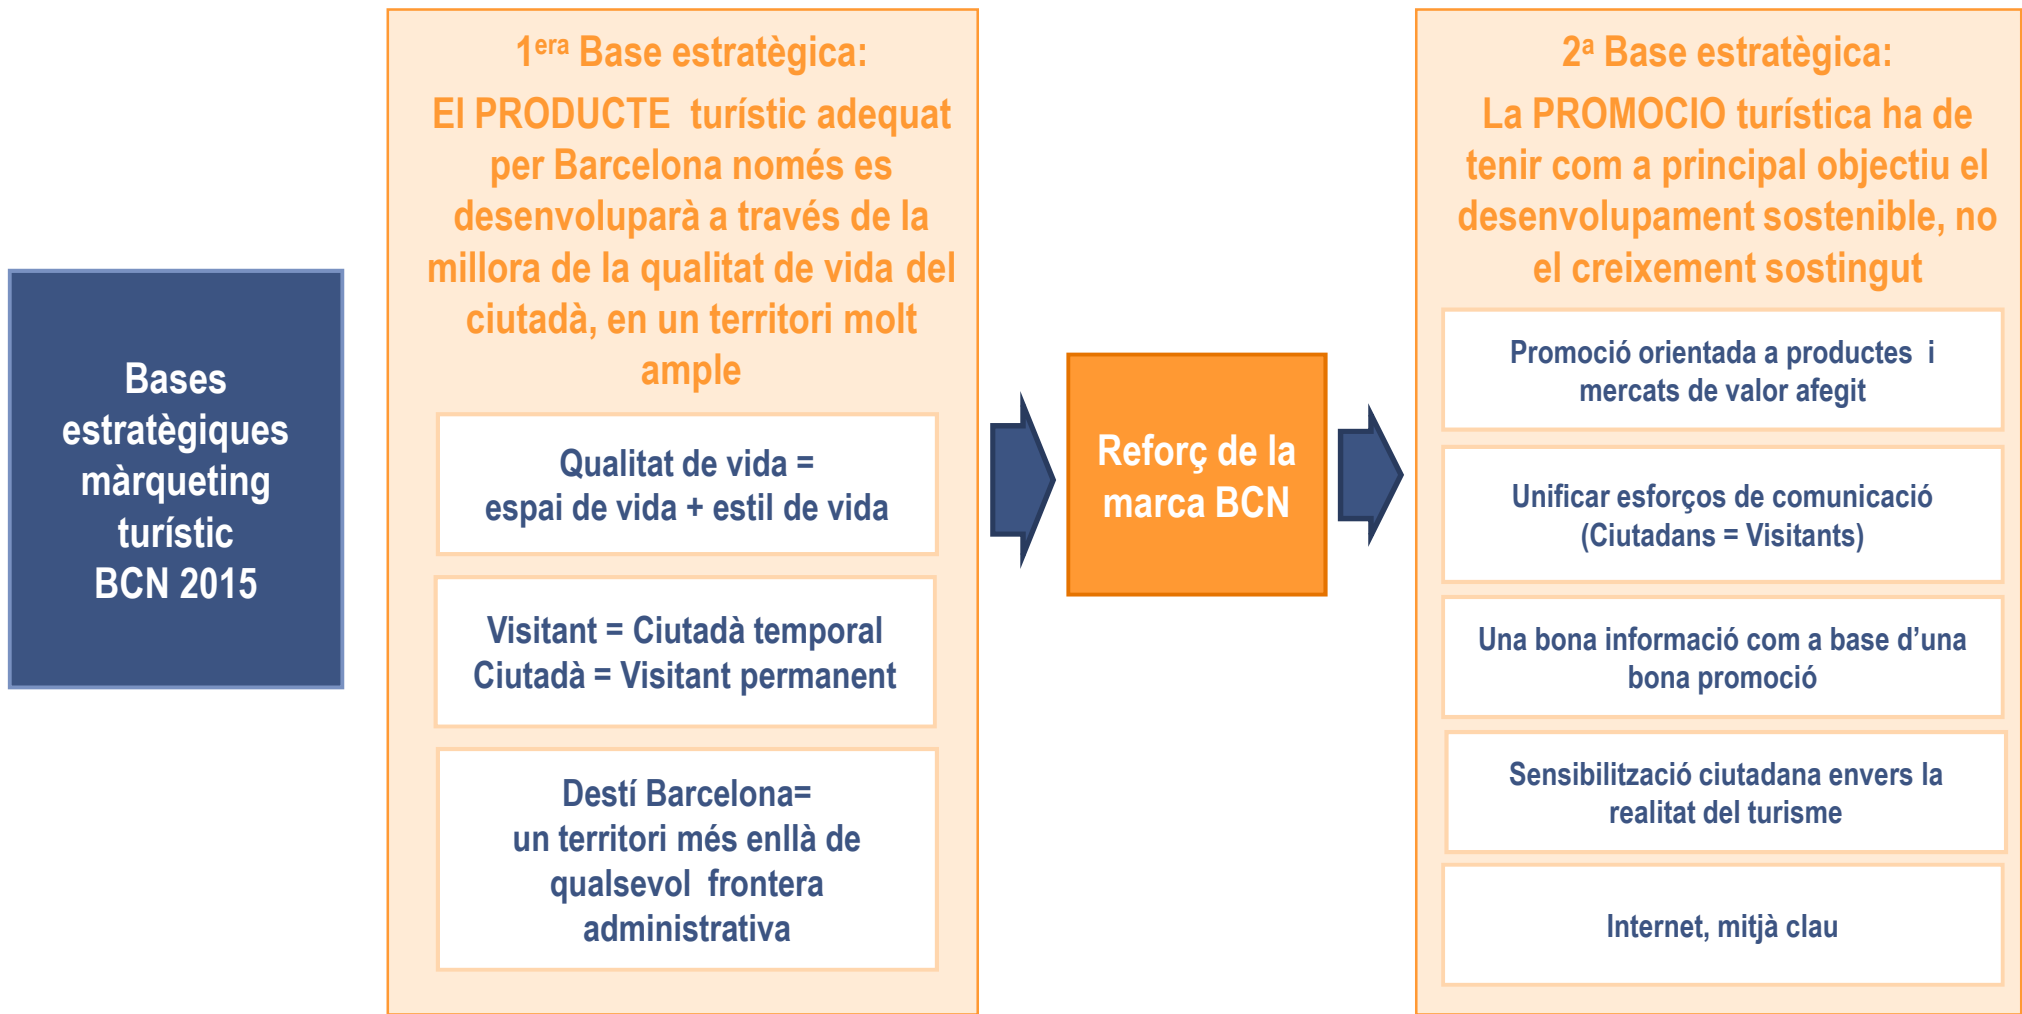 Bases
estratègiques
màrqueting
turístic
BCN 2015
1era Base estratègica:
El PRODUCTE turístic adequat
per Barcelona només es
desenvoluparà a través de la
millora de la qualitat de vida del
ciutadà, en un territori molt
ample
Qualitat de vida =
espai de vida + estil de vida
Visitant = Ciutadà temporal
Ciutadà = Visitant permanent
Destí Barcelona=
un territori més enllà de
qualsevol frontera
administrativa
Reforç de la
marca BCN
2a Base estratègica:
La PROMOCIO turística ha de
tenir com a principal objectiu el
desenvolupament sostenible, no
el creixement sostingut
Promoció orientada a productes i
mercats de valor afegit
Unificar esforços de comunicació
(Ciutadans = Visitants)
Una bona informació com a base d’una
bona promoció
Sensibilització ciutadana envers la
realitat del turisme
Internet, mitjà clau